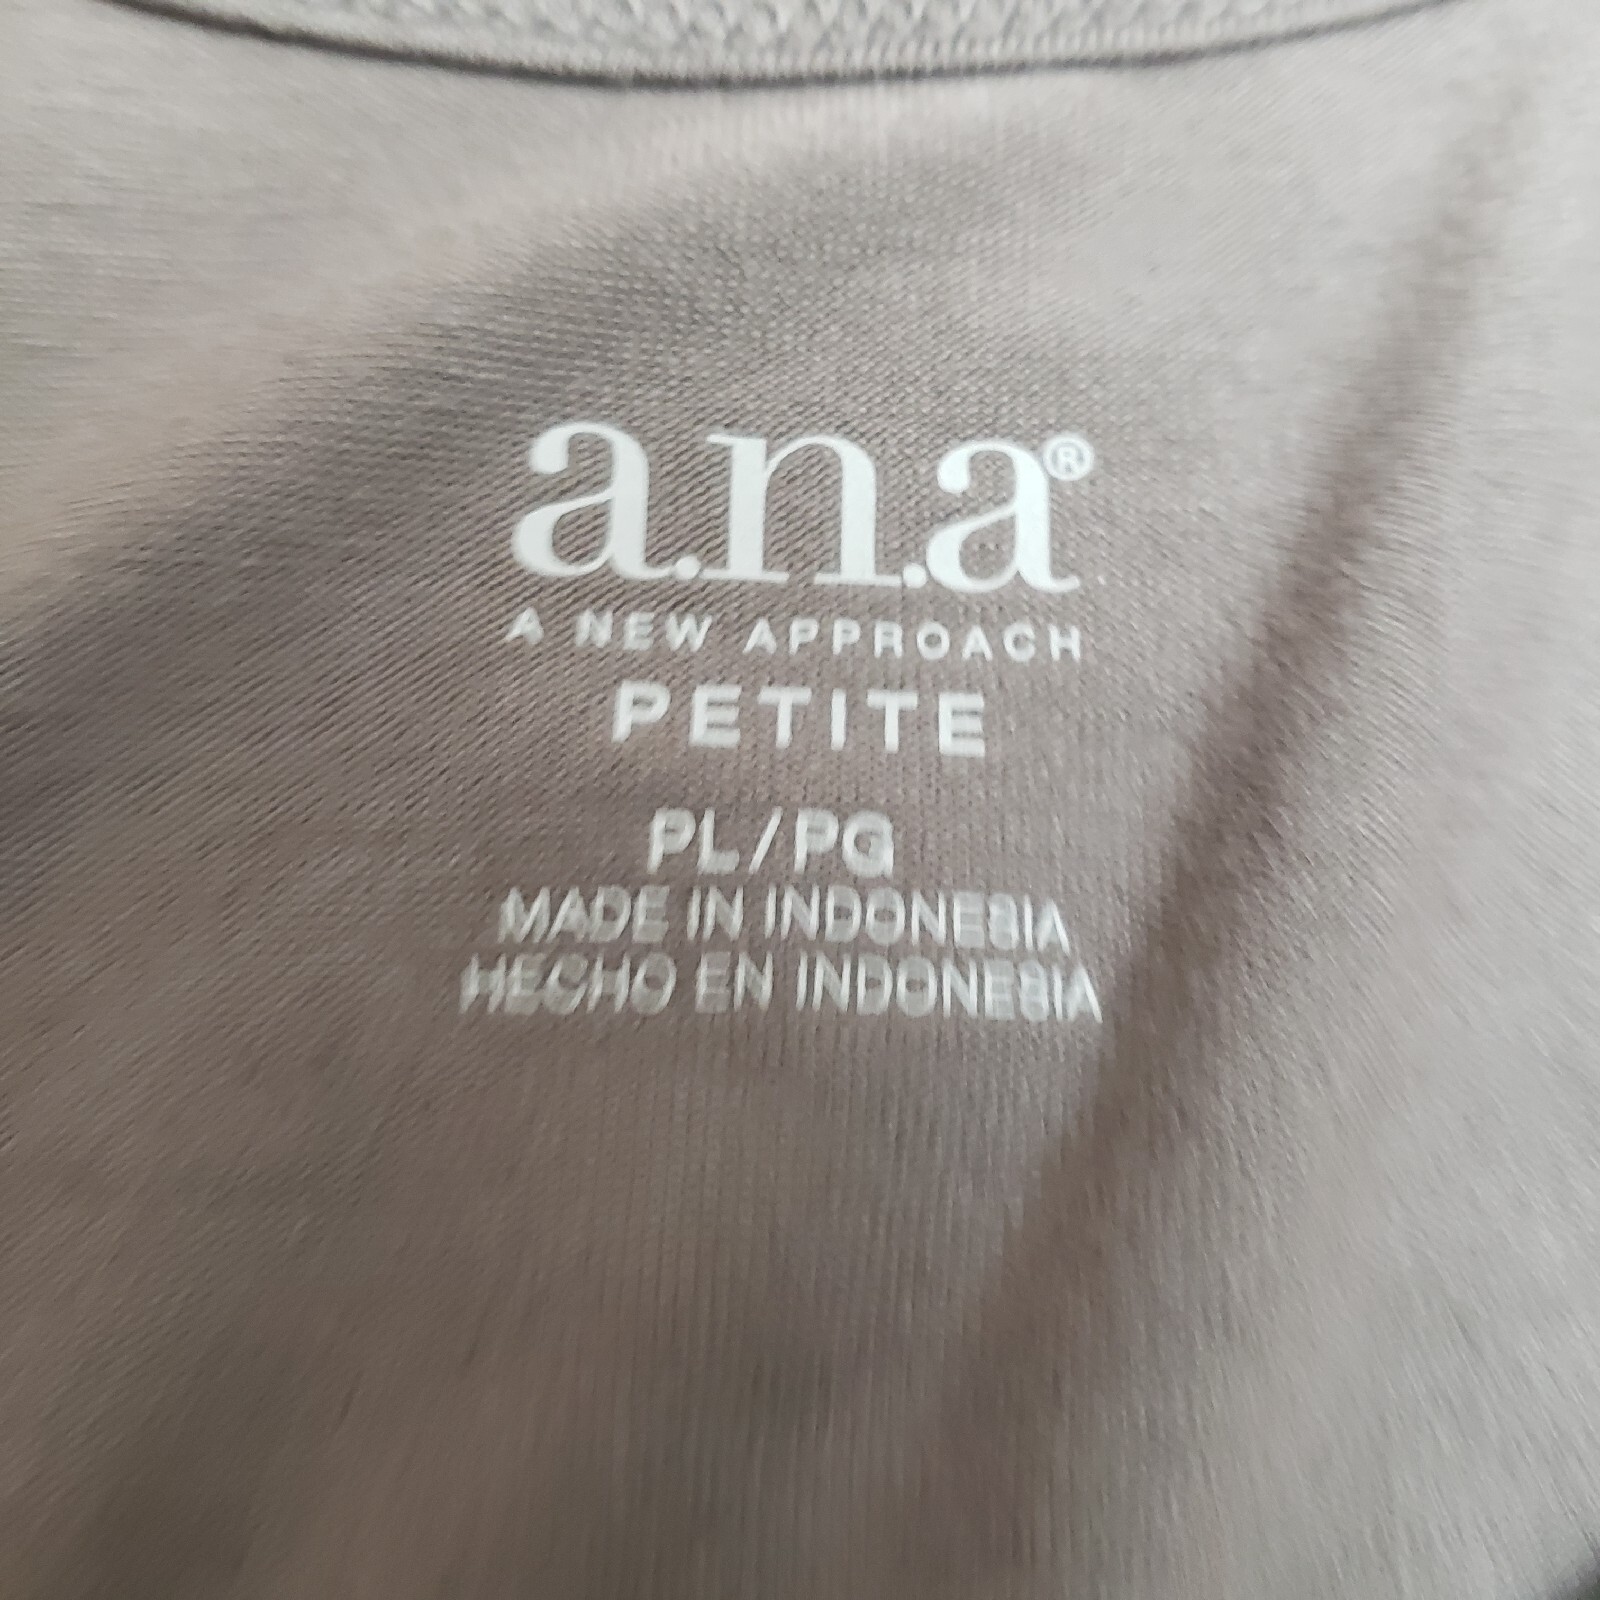 a.n.a®
A NEW APPROACH
PETITE
PL/PG
MADE IN INDONESIA
HECHO EN INDONESIA